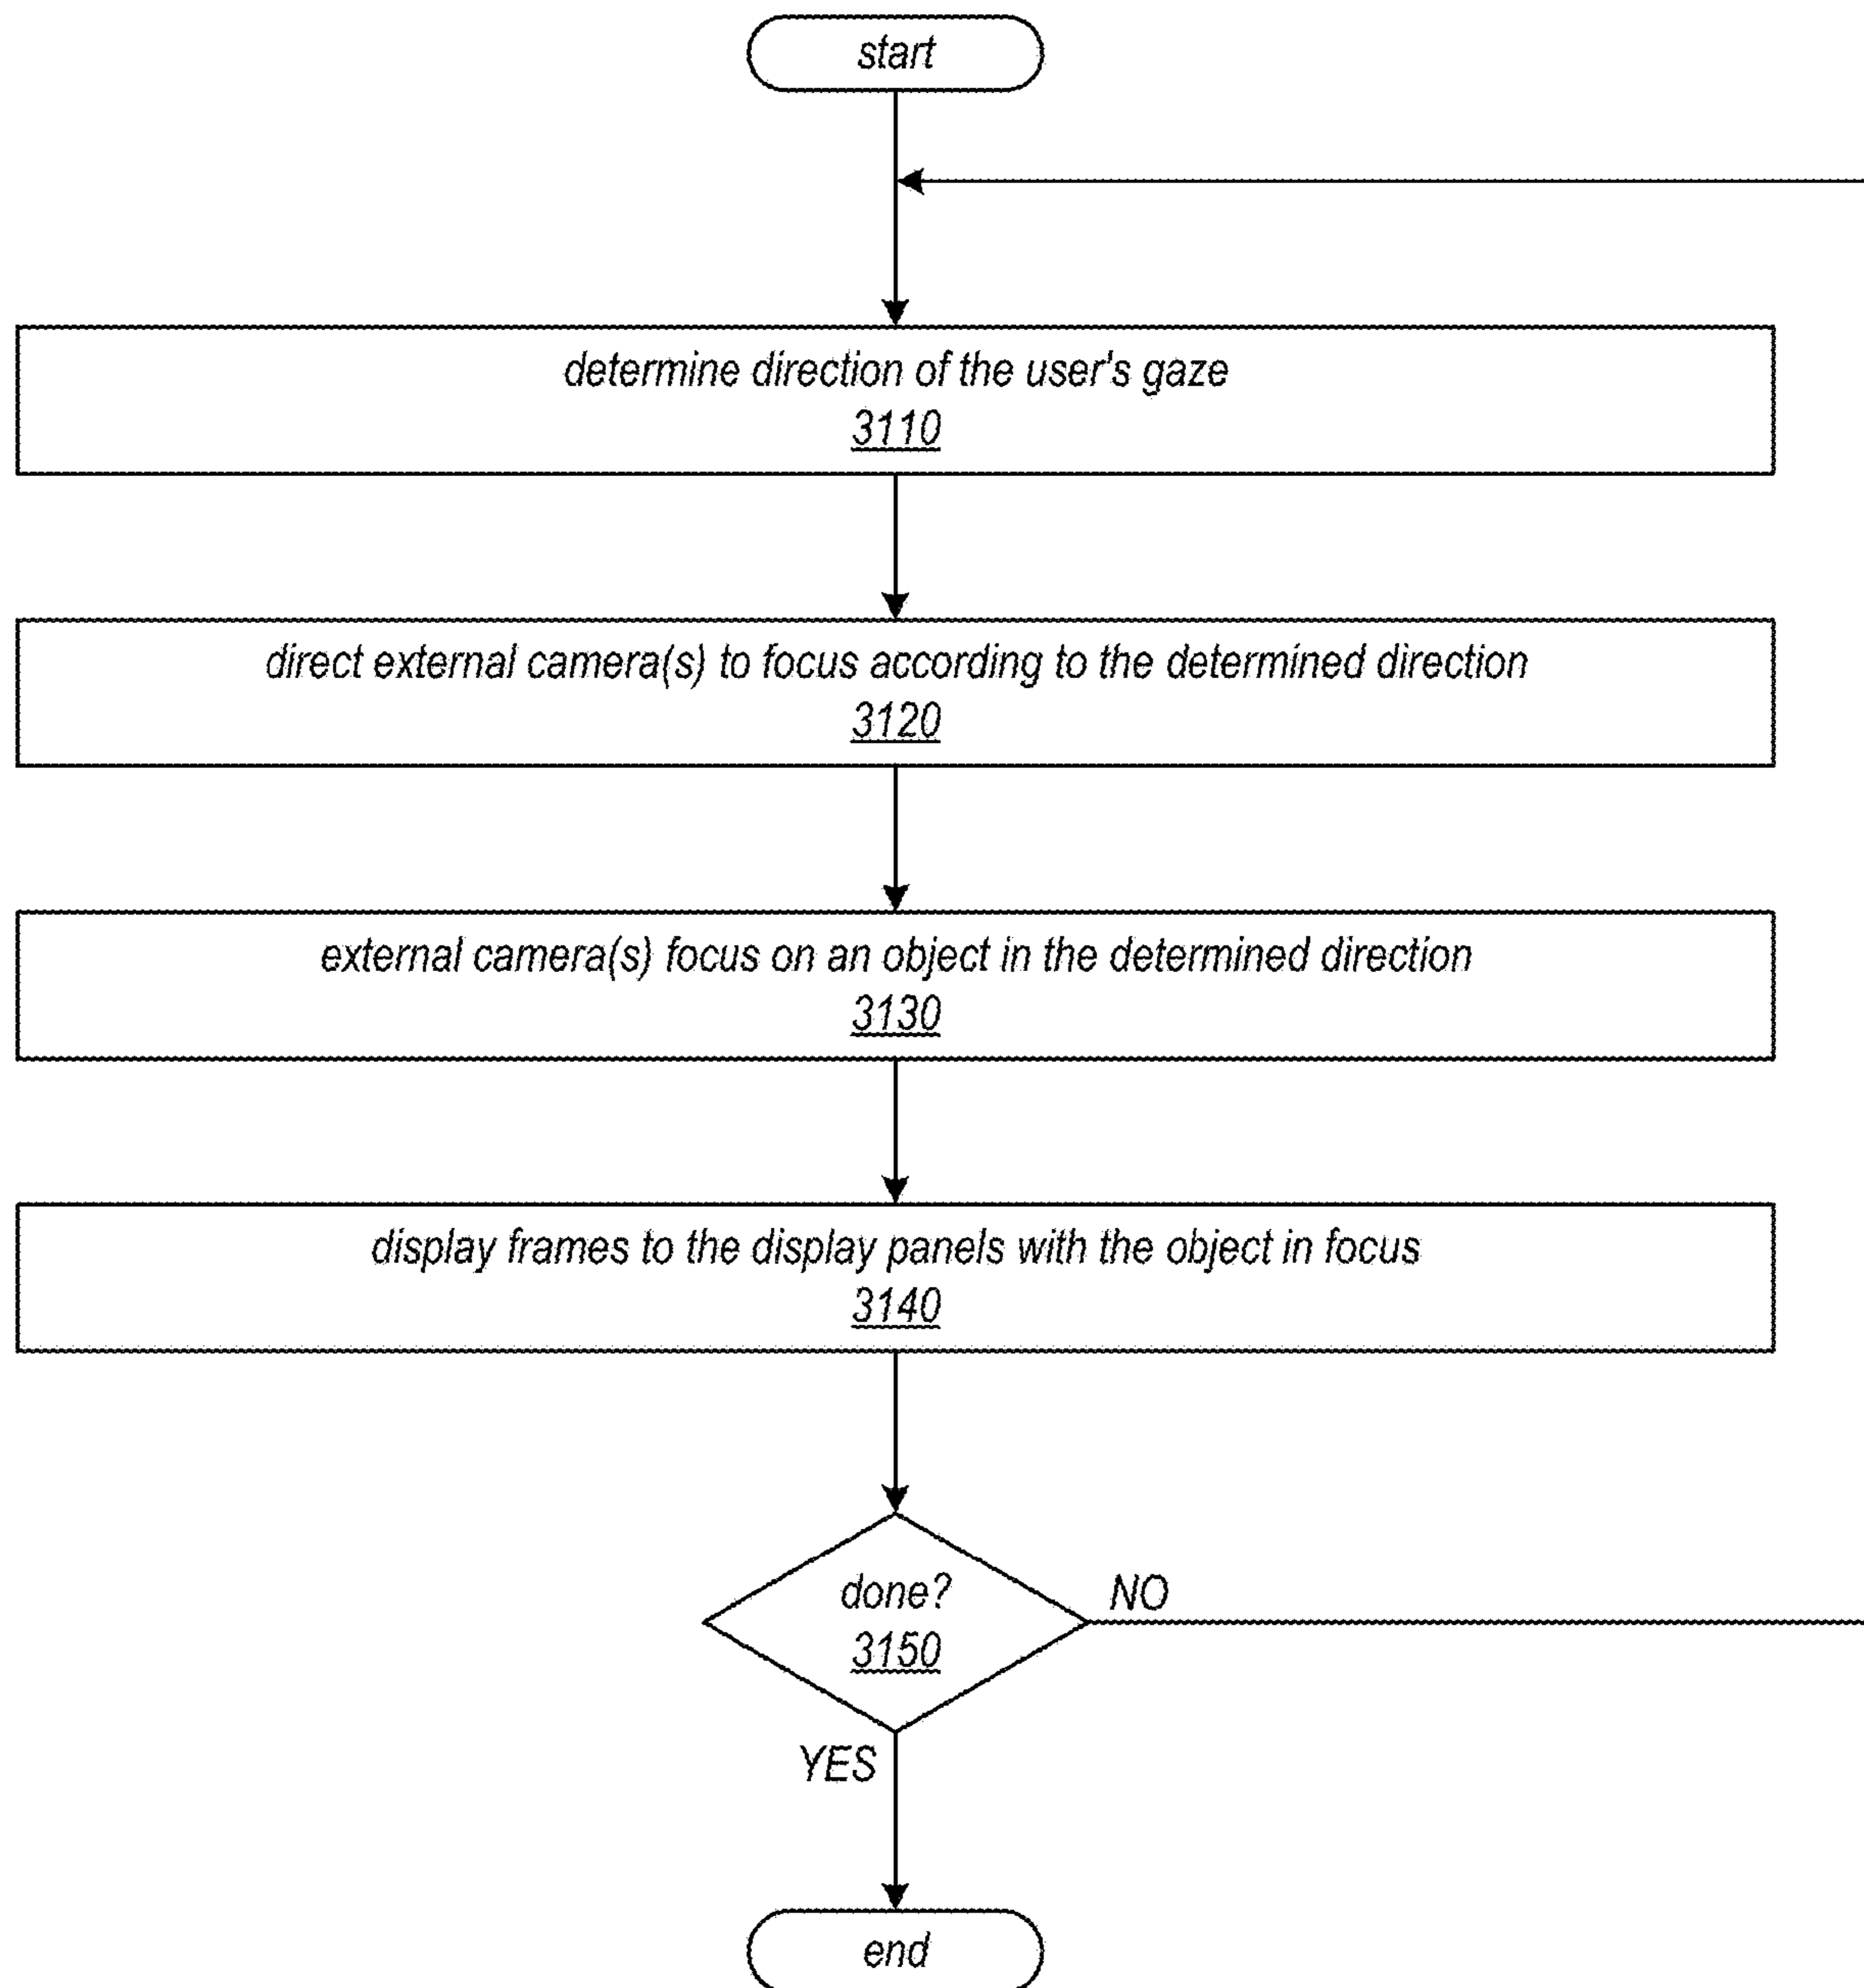 start
determine direction of the user's gaze
3110
direct external camera(s) to focus according to the determined direction
3120
external camera(s) focus on an object in the determined direction
3130
display frames to the display panels with the object in focus
3140
done?
3150
NO
YES
end